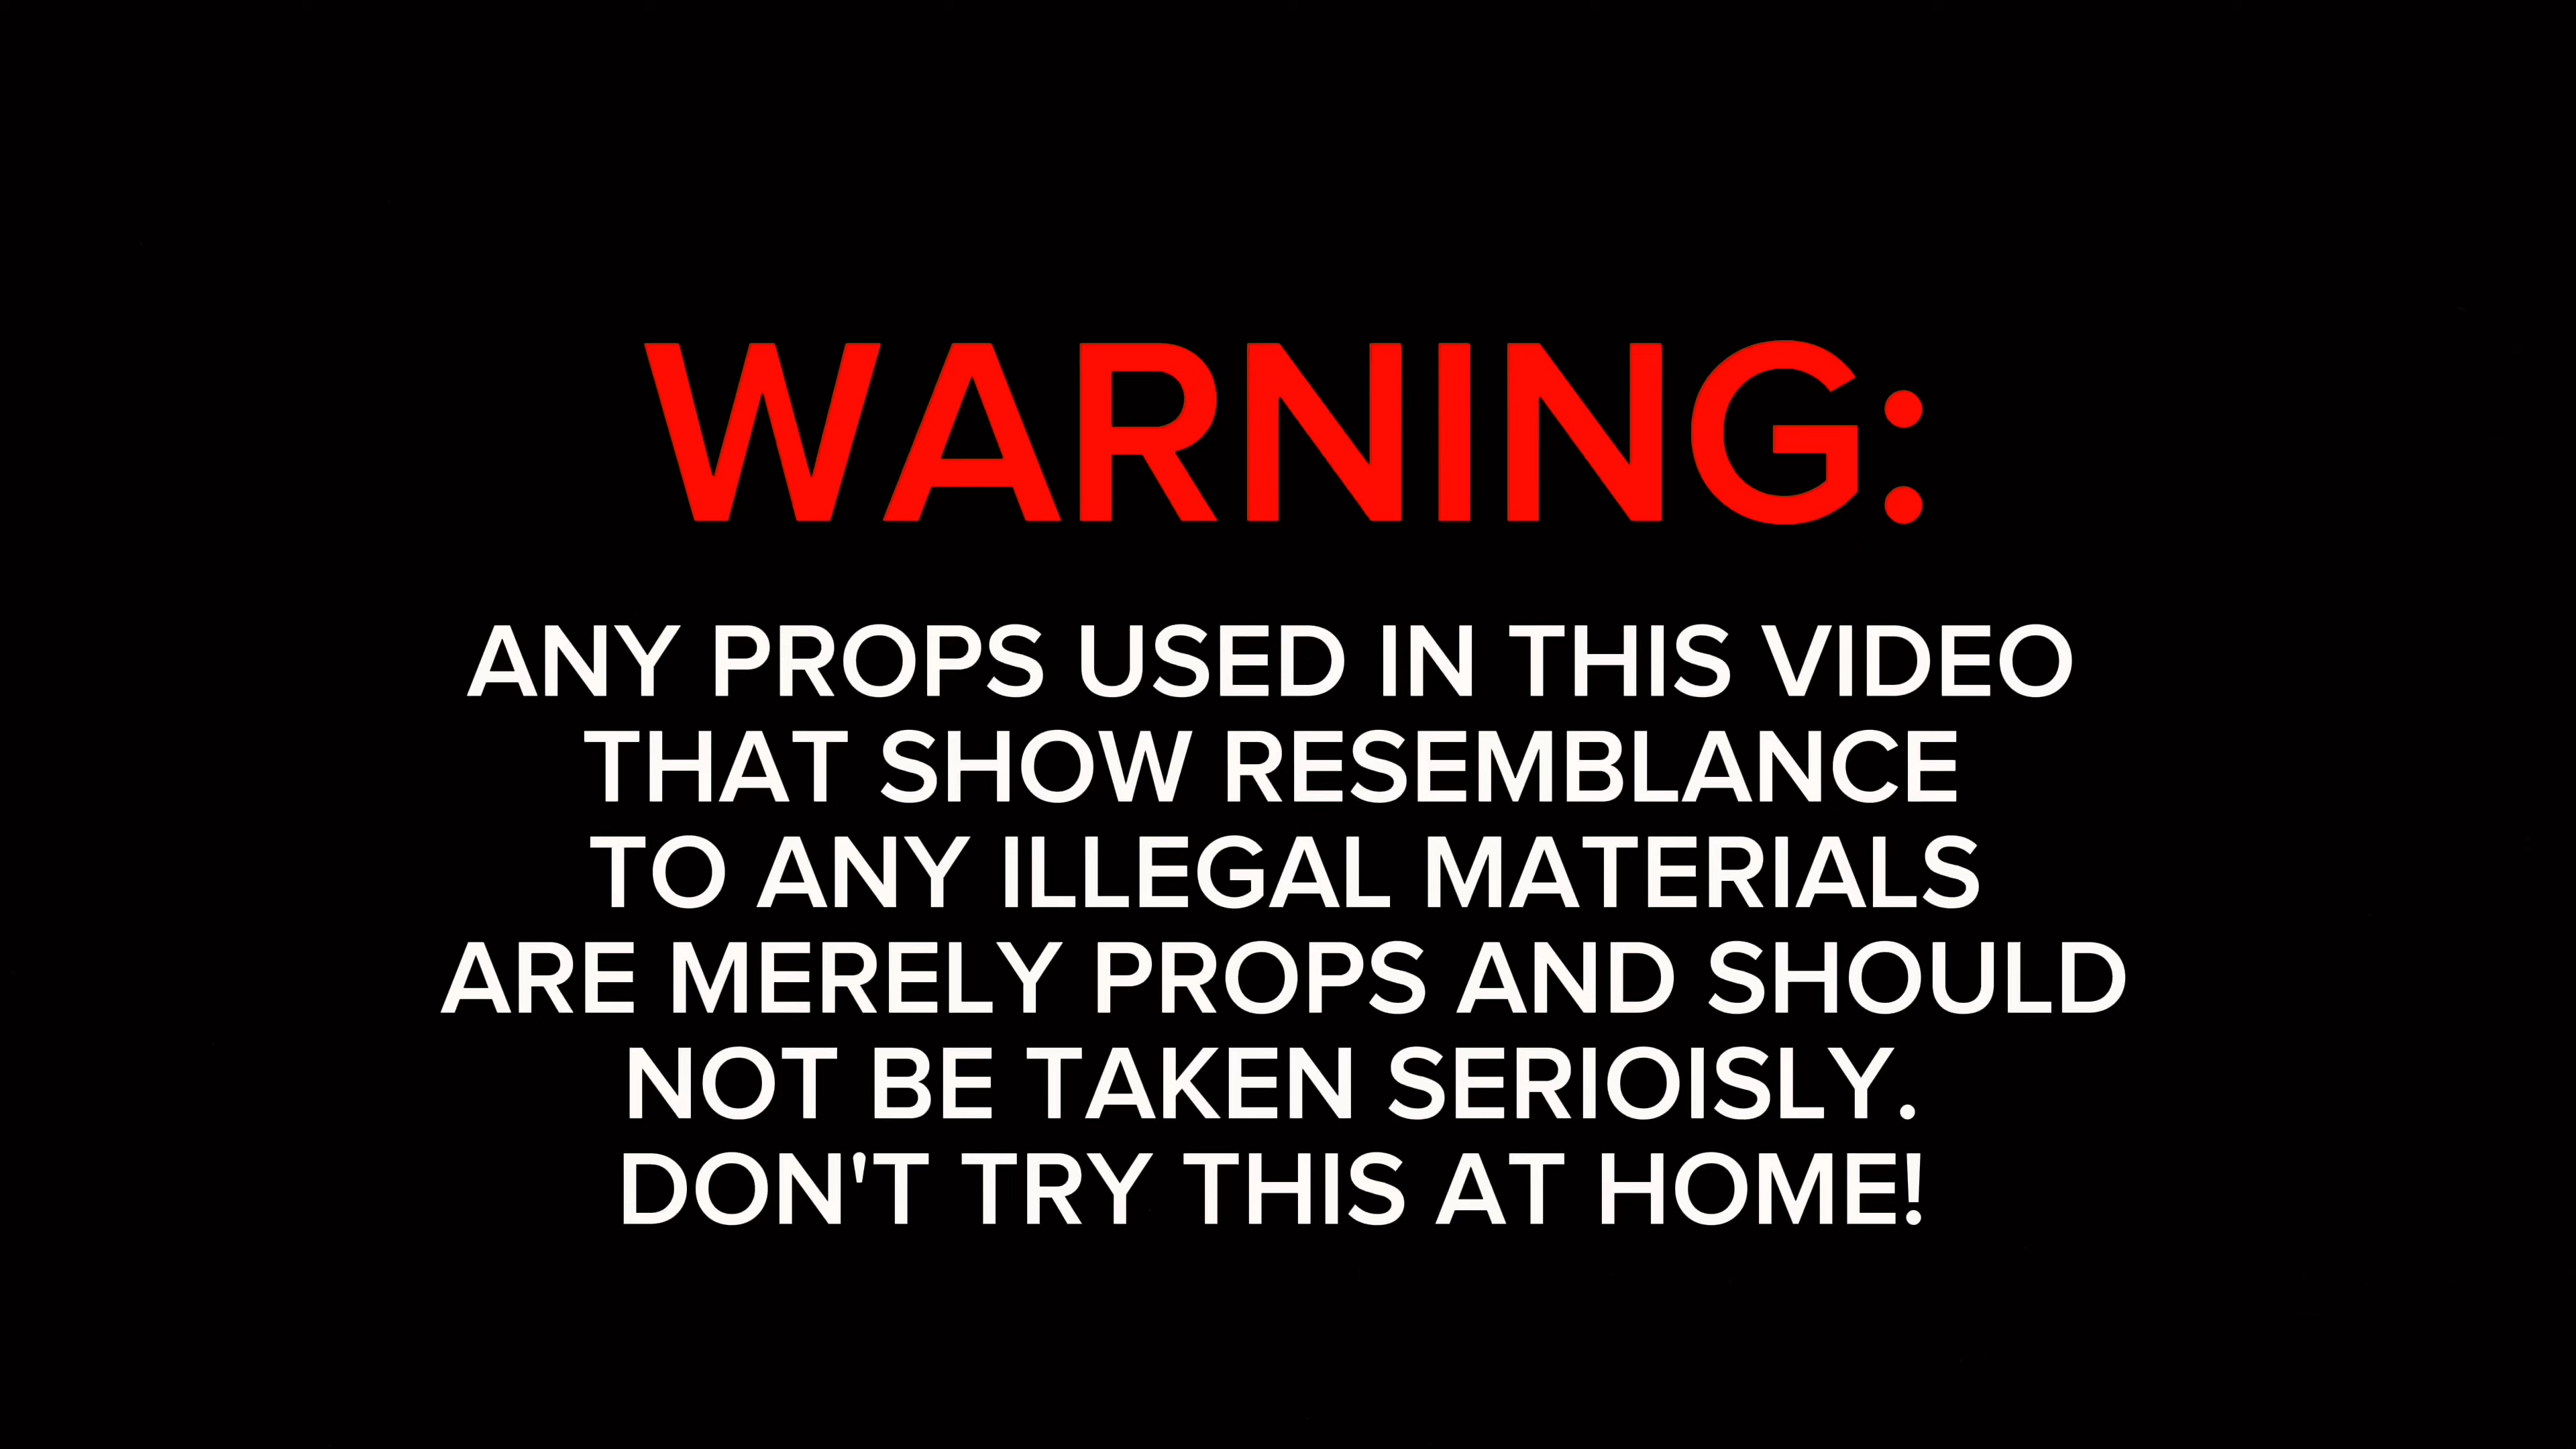 WARNING:
ANY PROPS USED IN THIS VIDEO
THAT SHOW RESEMBLANCE
TO ANY ILLEGAL MATERIALS
ARE MERELY PROPS AND SHOULD
NOT BE TAKEN SERIOISLY.
DON'T TRY THIS AT HOME!